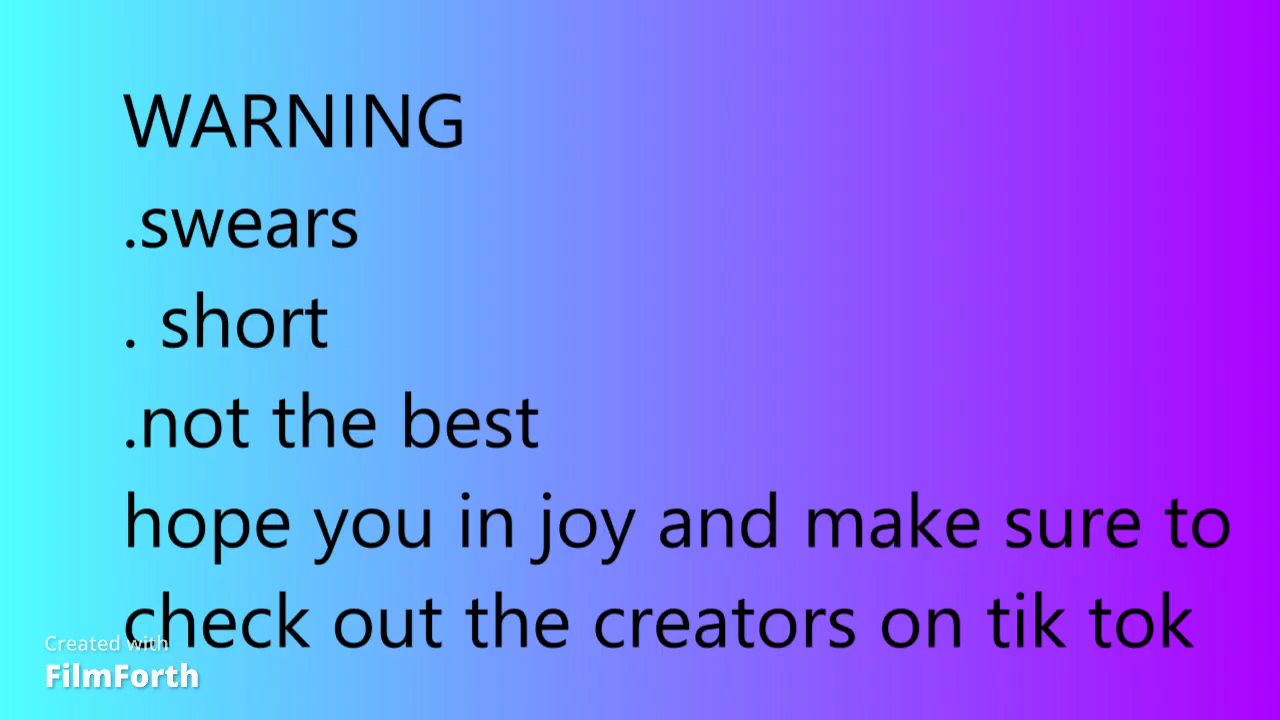 WARNING
.swears
. short
.not the best
hope you in joy and make sure to
check out the creators on tik tok
Created with
FilmForth